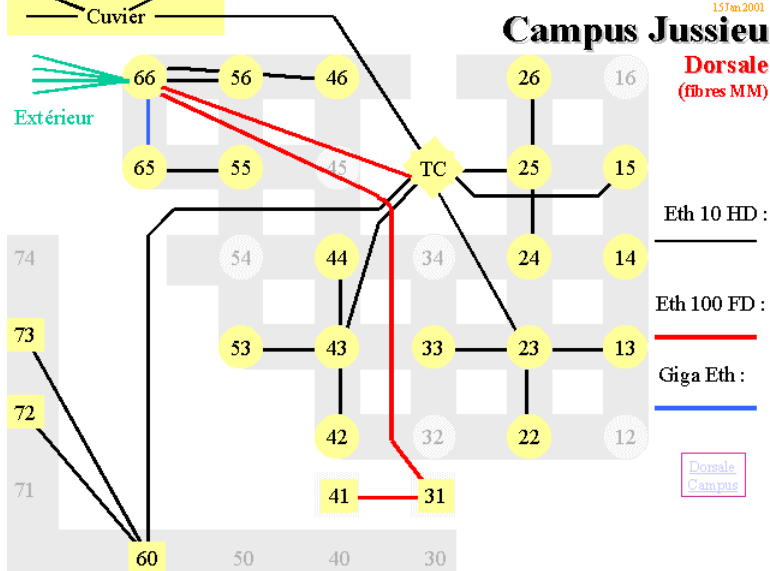 15Jan2001
Cuvier
Campus Jussieu
Dorsale
(fibres MM)
66 56 46 26 16
Extérieur
65 55 45 TC 25 15
Eth 10 HD :
74 54 44 34 24 14
Eth 100 FD :
73 53 43 33 23 13
Giga Eth :
72 42 32 22 12
Dorsale
Campus
71 41 31
60 50 40 30